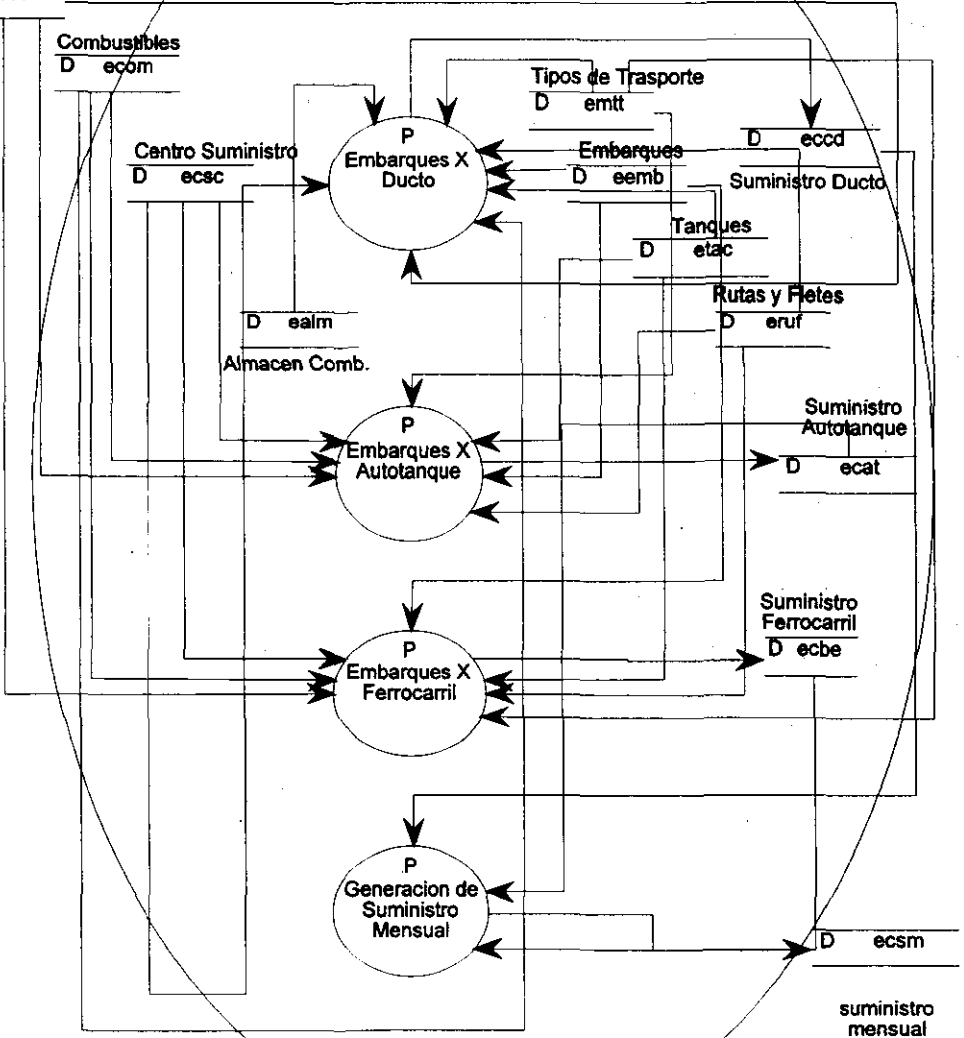 Combustibles
D ecom
Tipos de Trasporte
D emtt
P
Embarques X
Ducto
D eccd
Suministro Ducto
Centro Suministro
D ecsc
Embarques
D eemb
Tanques
D etac
Rutas y Fletes
D eruf
D ealm
Almacen Comb.
P
Embarques X
Autotanque
Suministro
Autotanque
D ecat
P
Embarques X
Ferrocarril
Suministro
Ferrocarril
D ecbe
P
Generacion de
Suministro
Mensual
D ecsm
suministro
mensual